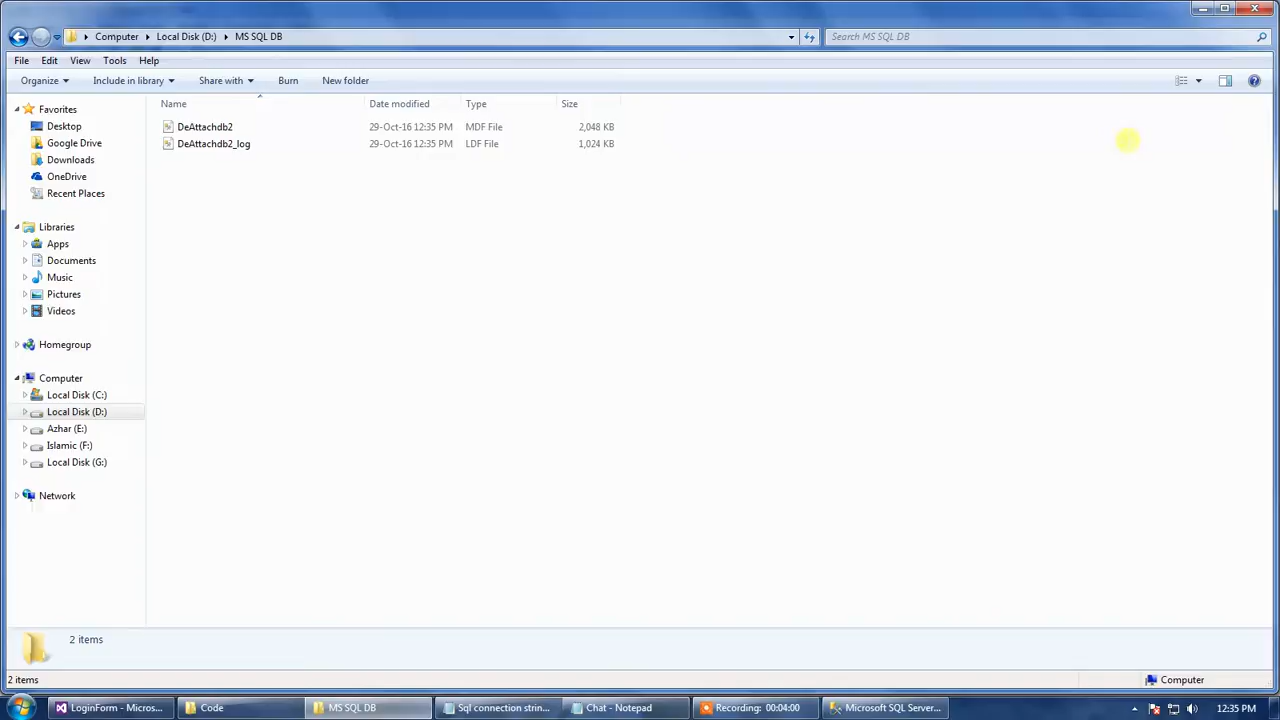 Computer Local Disk (D:) MS SQL DB
Search MS SQL DB
File Edit View Tools Help
Organize Include in library Share with Burn New folder
Name Date modified Type Size
DeAttachdb2 29-Oct-16 12:35 PM MDF File 2,048 KB
DeAttachdb2_log 29-Oct-16 12:35 PM LDF File 1,024 KB
Favorites
Desktop
Google Drive
Downloads
OneDrive
Recent Places
Libraries
Apps
Documents
Music
Pictures
Videos
Homegroup
Computer
Local Disk (C:)
Local Disk (D:)
Azhar (E:)
Islamic (F:)
Local Disk (G:)
Network
2 items
2 items Computer
LoginForm - Micros... Code MS SQL DB Sql connection strin... Chat - Notepad Recording: 00:04:00 Microsoft SQL Server... 12:35 PM